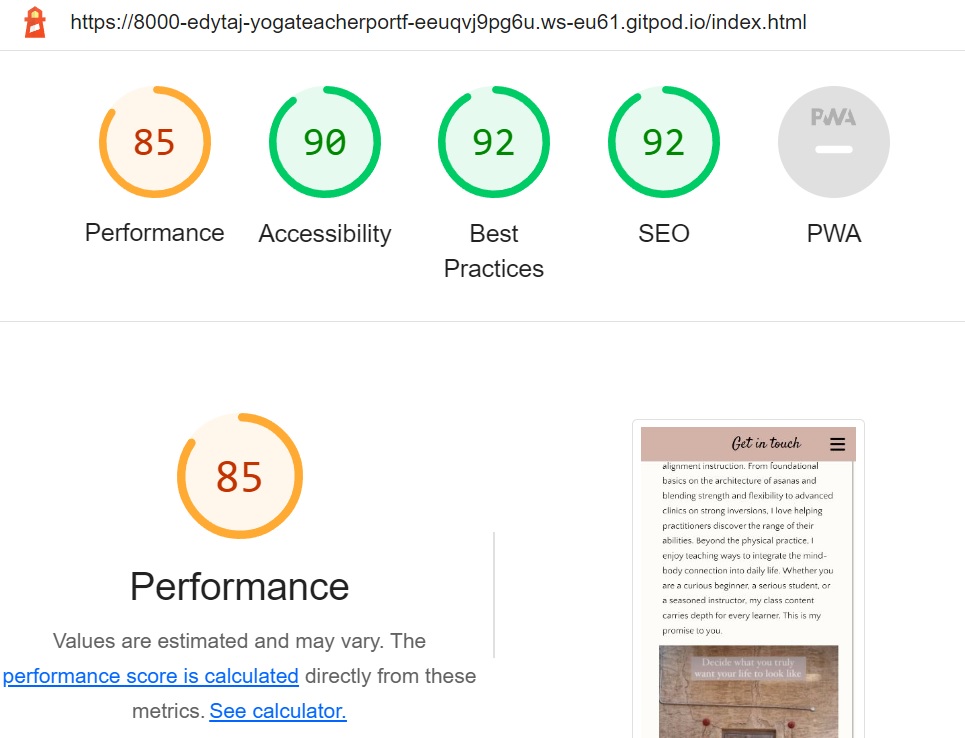 https://8000-edytaj-yogateacherportf-eeuqvj9pg6u.ws-eu61.gitpod.io/index.html
85
90
92
92
PWA
Performance
Accessibility
Best
Practices
SEO
PWA
85
Performance
Values are estimated and may vary. The
performance score is calculated directly from these
metrics. See calculator.
Get in touch
alignment instruction. From foundational
basics on the architecture of asanas and
blending strength and flexibility to advanced
clinics on strong inversions, I love helping
practitioners discover the range of their
abilities. Beyond the physical practice, I
enjoy teaching ways to integrate the mind-
body connection into daily life. Whether you
are a curious beginner, a serious student, or
a seasoned instructor, my class content
carries depth for every learner. This is my
promise to you.
Decide what you truly
want your life to look like